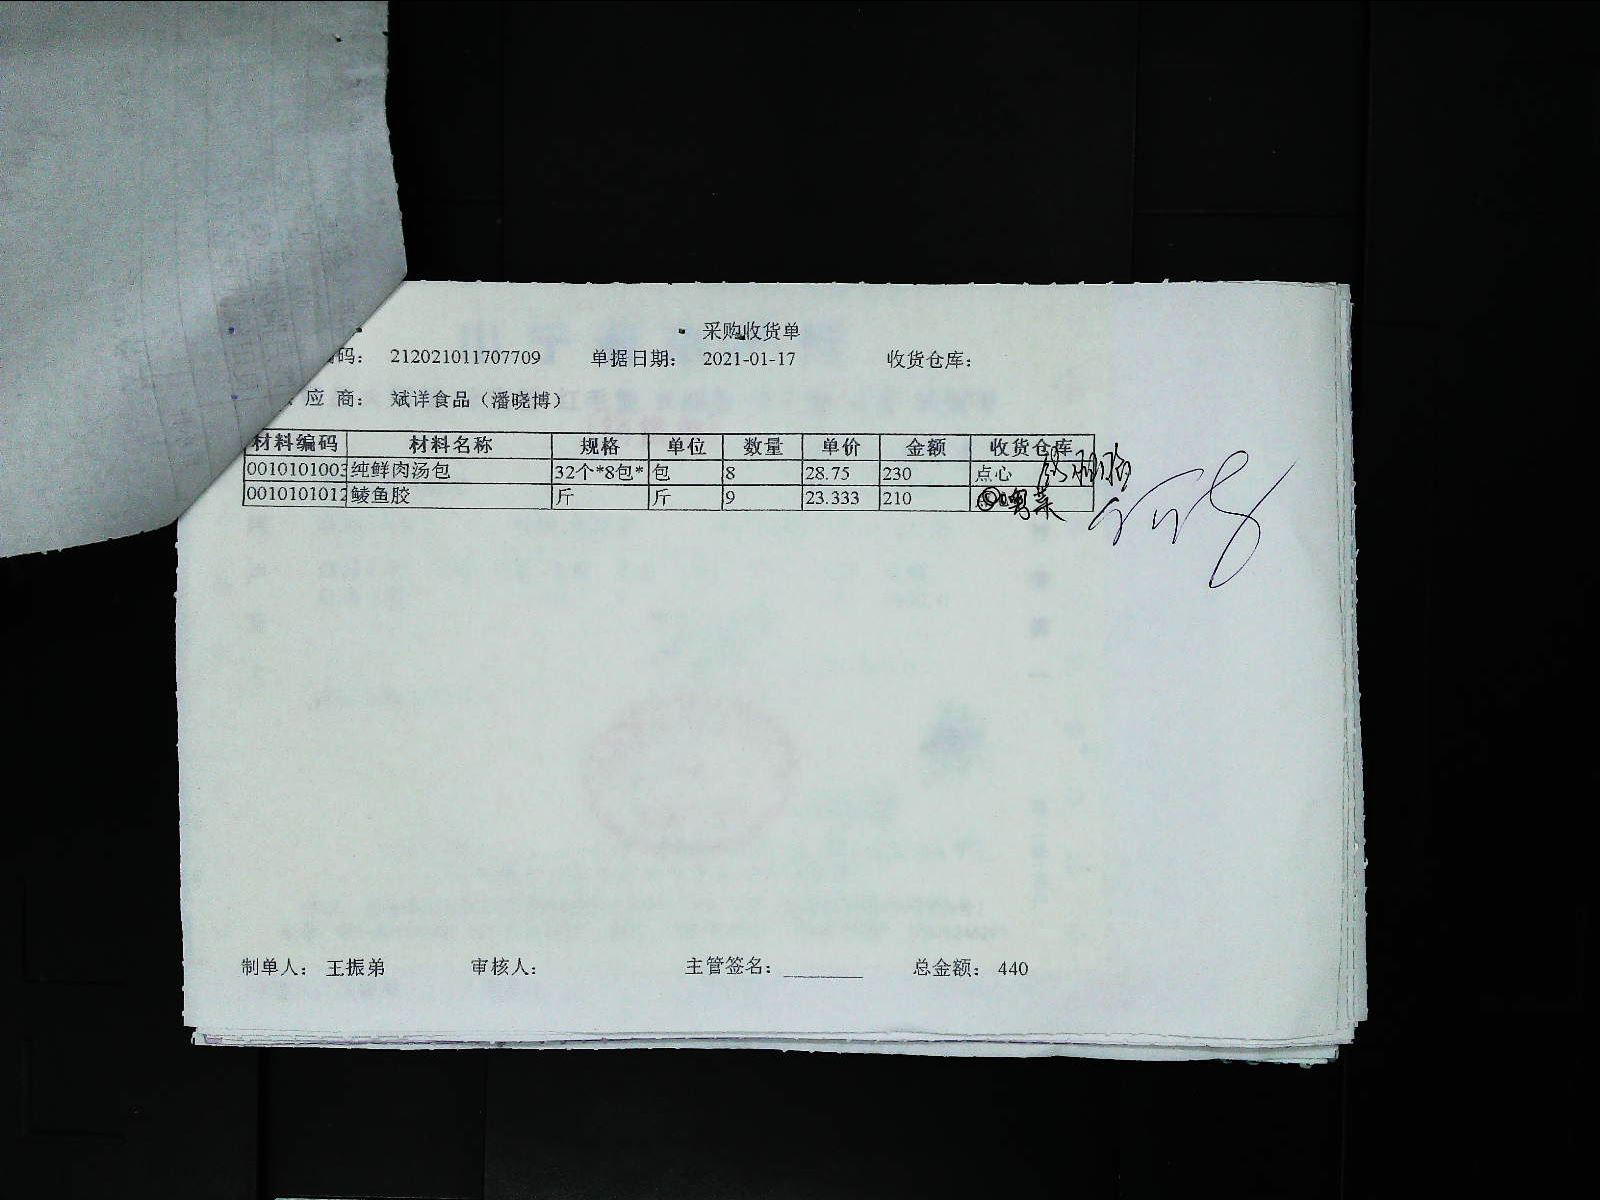 采购收货单
码： 212021011707709 单据日期： 2021-01-17 收货仓库：
应 商： 斌详食品（潘晓博）
材料编码 材料名称 规格 单位 数量 单价 金额 收货仓库
0010101003 纯鲜肉汤包 32个*8包* 包 8 28.75 230 点心
0010101012 鲮鱼胶 斤 斤 9 23.333 210 粤菜
制单人： 王振弟 审核人： 主管签名： 总金额： 440